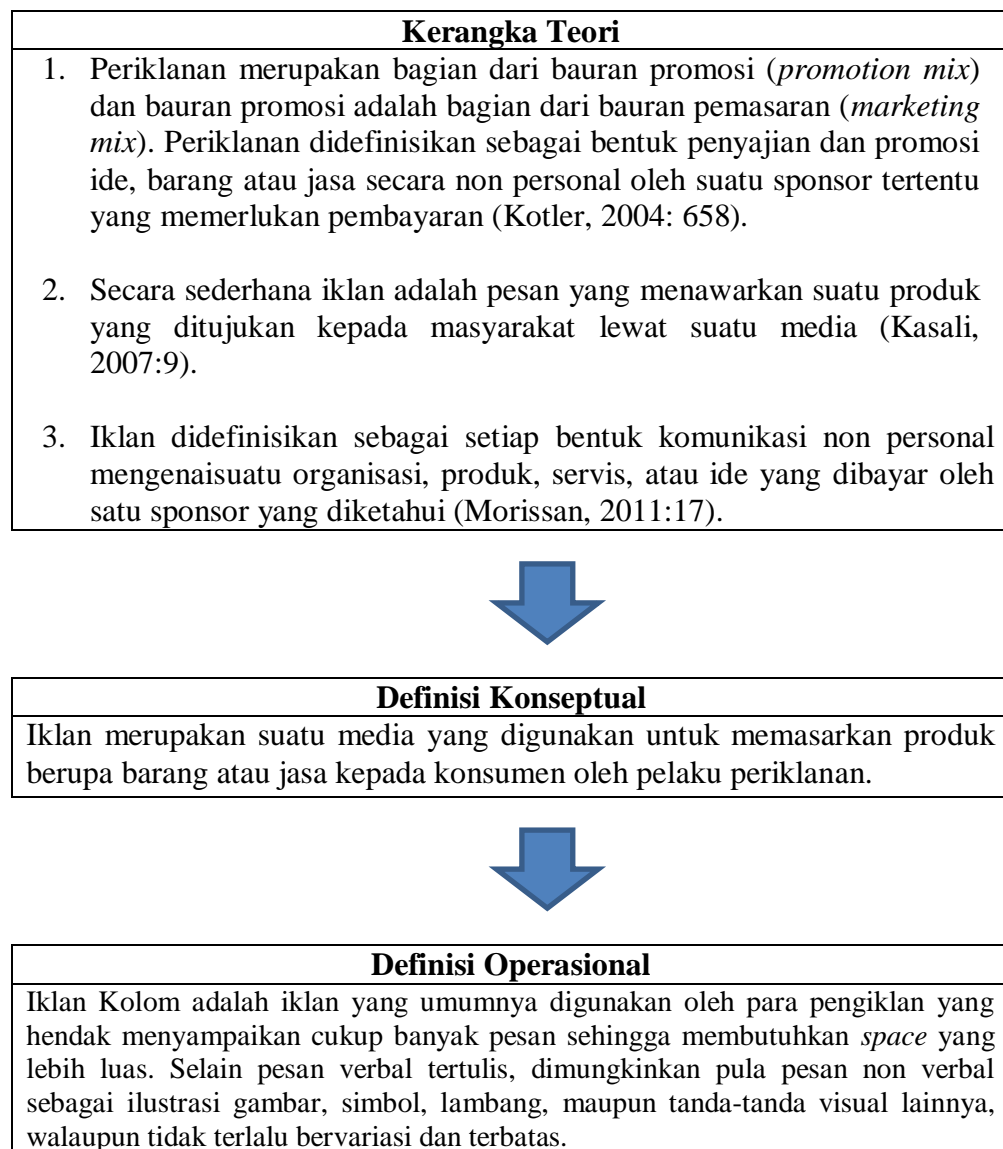 Kerangka Teori
1. Periklanan merupakan bagian dari bauran promosi (promotion mix)
dan bauran promosi adalah bagian dari bauran pemasaran (marketing
mix). Periklanan didefinisikan sebagai bentuk penyajian dan promosi
ide, barang atau jasa secara non personal oleh suatu sponsor tertentu
yang memerlukan pembayaran (Kotler, 2004: 658).
2. Secara sederhana iklan adalah pesan yang menawarkan suatu produk
yang ditujukan kepada masyarakat lewat suatu media (Kasali,
2007:9).
3. Iklan didefinisikan sebagai setiap bentuk komunikasi non personal
mengenaisuatu organisasi, produk, servis, atau ide yang dibayar oleh
satu sponsor yang diketahui (Morissan, 2011:17).
Definisi Konseptual
Iklan merupakan suatu media yang digunakan untuk memasarkan produk
berupa barang atau jasa kepada konsumen oleh pelaku periklanan.
Definisi Operasional
Iklan Kolom adalah iklan yang umumnya digunakan oleh para pengiklan yang
hendak menyampaikan cukup banyak pesan sehingga membutuhkan space yang
lebih luas. Selain pesan verbal tertulis, dimungkinkan pula pesan non verbal
sebagai ilustrasi gambar, simbol, lambang, maupun tanda-tanda visual lainnya,
walaupun tidak terlalu bervariasi dan terbatas.